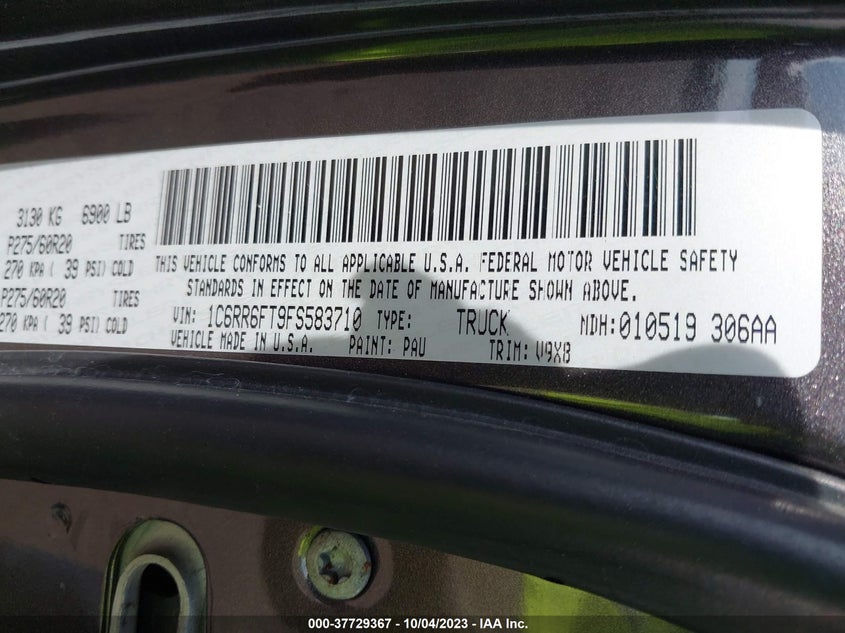 3130 KG 6900 LB
P275/60R20 TIRES
270 KPA ( 39 PSI) COLD
P275/60R20 TIRES
270 KPA ( 39 PSI) COLD
THIS VEHICLE CONFORMS TO ALL APPLICABLE U.S.A. FEDERAL MOTOR VEHICLE SAFETY
STANDARDS IN EFFECT ON THE DATE OF MANUFACTURE SHOWN ABOVE.
VIN: 1C6RR6FT9FS583710 TYPE: TRUCK MDH:010519 306AA
VEHICLE MADE IN U.S.A. PAINT: PAU TRIM: V9X8
000-37729367 - 10/04/2023 - IAA Inc.